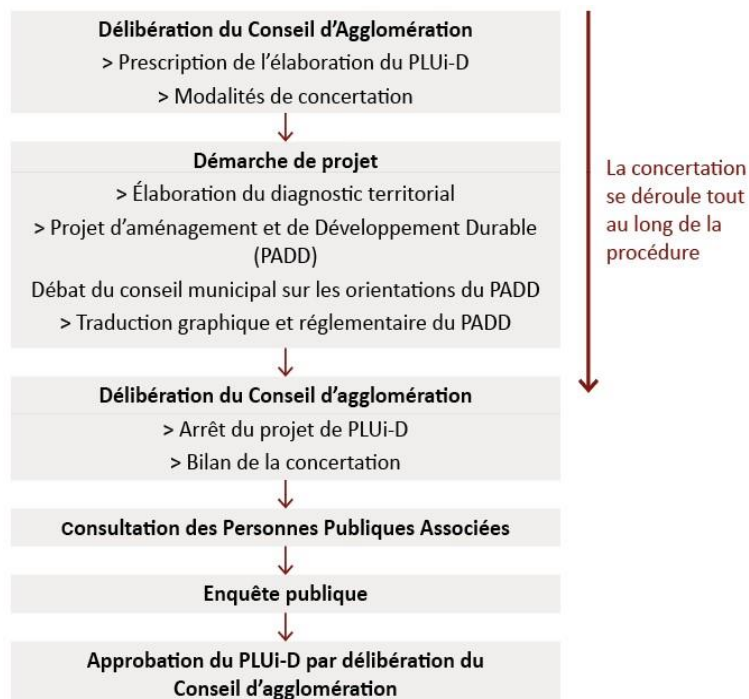 Délibération du Conseil d’Agglomération
> Prescription de l’élaboration du PLUi-D
> Modalités de concertation
Démarche de projet
> Élaboration du diagnostic territorial
> Projet d’aménagement et de Développement Durable
(PADD)
Débat du conseil municipal sur les orientations du PADD
> Traduction graphique et réglementaire du PADD
Délibération du Conseil d’agglomération
> Arrêt du projet de PLUi-D
> Bilan de la concertation
Consultation des Personnes Publiques Associées
Enquête publique
Approbation du PLUi-D par délibération du
Conseil d’agglomération
La concertation
se déroule tout
au long de la
procédure